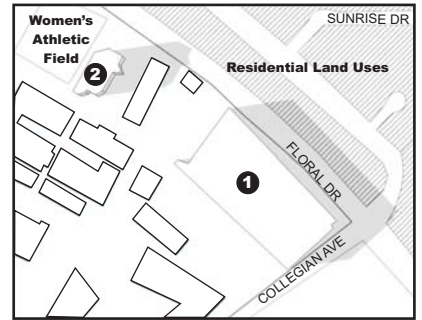 Women's
Athletic
Field
SUNRISE DR
Residential Land Uses
2
1
FLORAL DR
COLLEGIAN AVE